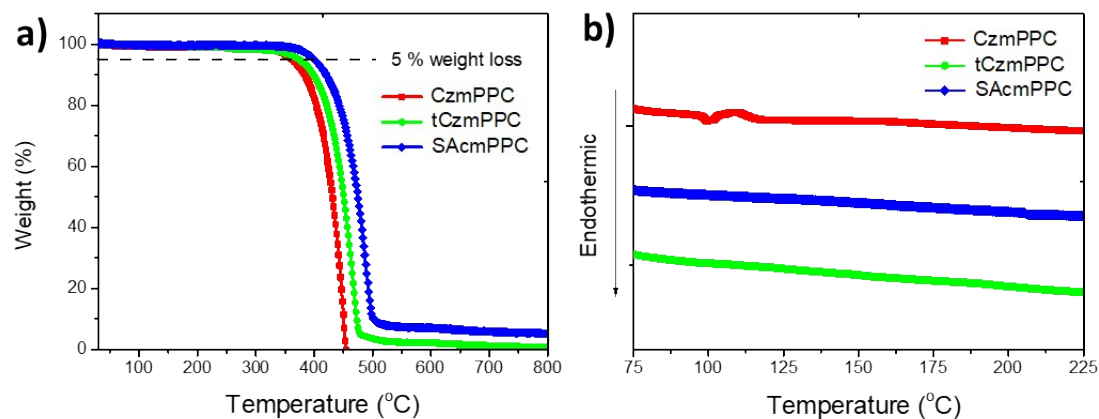 a)
100
80
60
40
20
0
Weight (%)
5 % weight loss
CzmPPC
tCzmPPC
SAcmPPC
100 200 300 400 500 600 700 800
Temperature (°C)
b)
Endothermic
CzmPPC
tCzmPPC
SAcmPPC
75 100 125 150 175 200 225
Temperature (°C)